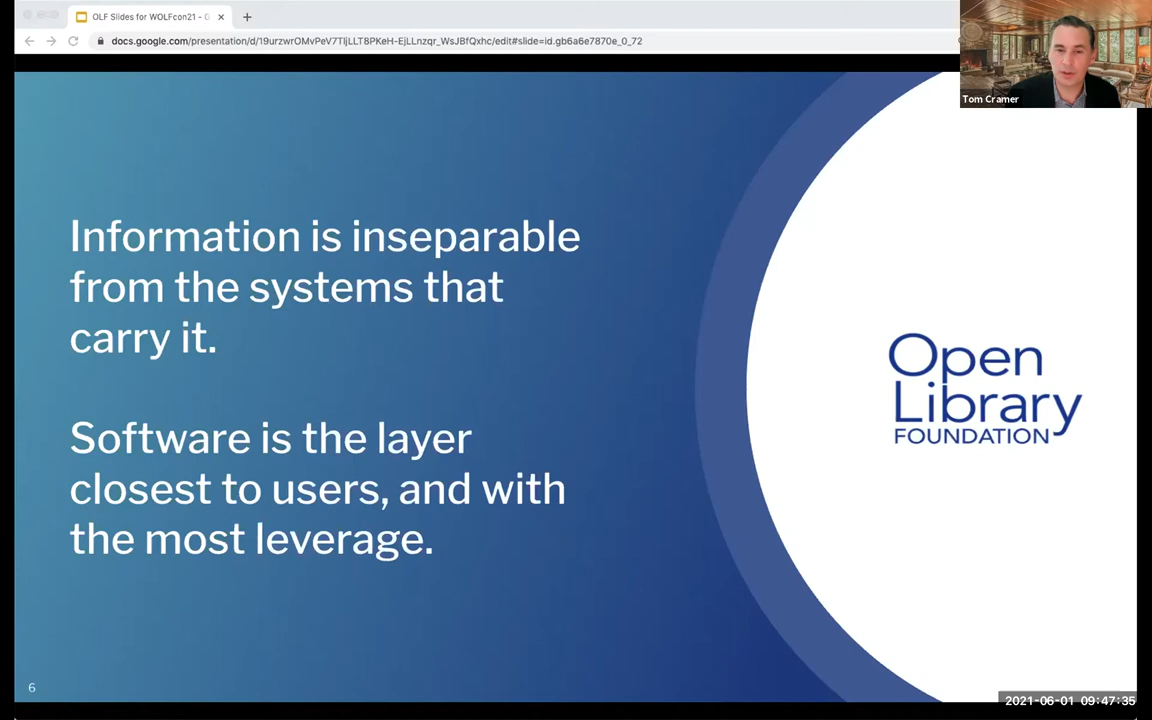 OLF Slides for WOLFcon21 - G
docs.google.com/presentation/d/19urzwrOMvPeV7TljLLT8PKeH-EjLLnzqr_WsJBfQxhc/edit#slide=id.gb6a6e7870e_0_72
Tom Cramer
Information is inseparable
from the systems that
carry it.
Software is the layer
closest to users, and with
the most leverage.
Open
Library
FOUNDATION
6
2021-06-01 09:47:35